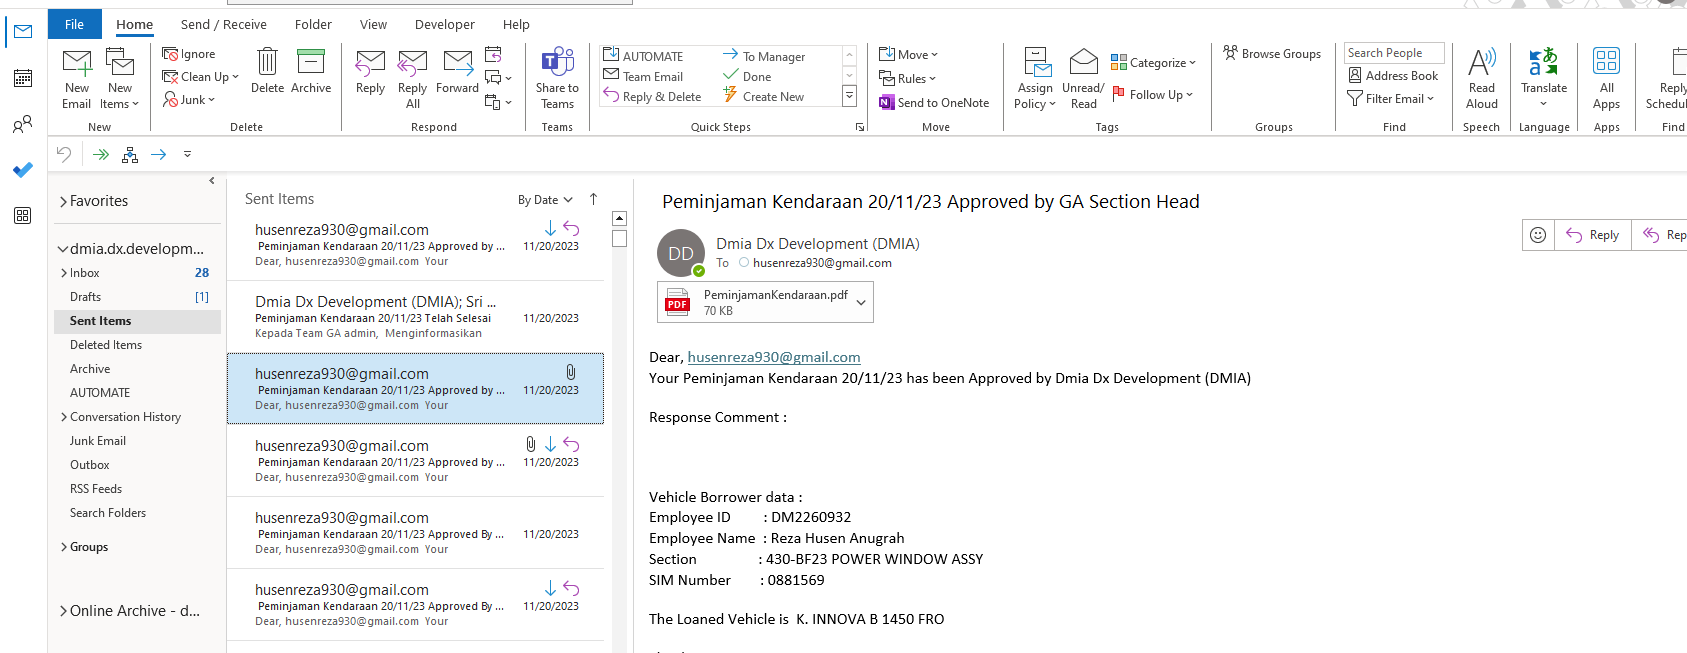 File Home Send / Receive Folder View Developer Help
New Email
New Items
Ignore
Clean Up
Junk
Delete
Archive
Reply
Reply All
Forward
Share to Teams
AUTOMATE
Team Email
Reply & Delete
To Manager
Done
Create New
Move
Rules
Send to OneNote
Assign Policy
Unread/ Read
Categorize
Follow Up
Browse Groups
Search People
Address Book
Filter Email
Read Aloud
Translate
All Apps
Reply
New Delete Respond Teams Quick Steps Move Tags Groups Find Speech Language Apps Find
Favorites
dmia.dx.developm...
Inbox 28
Drafts [1]
Sent Items
Deleted Items
Archive
AUTOMATE
Conversation History
Junk Email
Outbox
RSS Feeds
Search Folders
Groups
Online Archive - d...
Sent Items By Date
husenreza930@gmail.com
Peminjaman Kendaraan 20/11/23 Approved by ... 11/20/2023
Dear, husenreza930@gmail.com Your
Dmia Dx Development (DMIA); Sri ...
Peminjaman Kendaraan 20/11/23 Telah Selesai 11/20/2023
Kepada Team GA admin, Menginformasikan
husenreza930@gmail.com
Peminjaman Kendaraan 20/11/23 Approved by ... 11/20/2023
Dear, husenreza930@gmail.com Your
husenreza930@gmail.com
Peminjaman Kendaraan 20/11/23 Approved by ... 11/20/2023
Dear, husenreza930@gmail.com Your
husenreza930@gmail.com
Peminjaman Kendaraan 20/11/23 Approved By ... 11/20/2023
Dear, husenreza930@gmail.com Your
husenreza930@gmail.com
Peminjaman Kendaraan 20/11/23 Approved By ... 11/20/2023
Dear, husenreza930@gmail.com Your
Peminjaman Kendaraan 20/11/23 Approved by GA Section Head
DD
Dmia Dx Development (DMIA)
To husenreza930@gmail.com
Reply
PDF
PeminjamanKendaraan.pdf
70 KB
Dear, husenreza930@gmail.com
Your Peminjaman Kendaraan 20/11/23 has been Approved by Dmia Dx Development (DMIA)
Response Comment :
Vehicle Borrower data :
Employee ID : DM2260932
Employee Name : Reza Husen Anugrah
Section : 430-BF23 POWER WINDOW ASSY
SIM Number : 0881569
The Loaned Vehicle is K. INNOVA B 1450 FRO